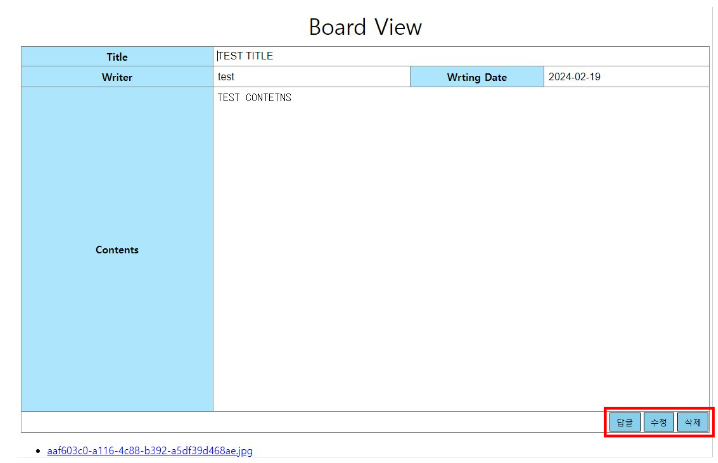 Board View
Title TEST TITLE
Writer test Wrting Date 2024-02-19
Contents TEST CONTETNS
답글 수정 삭제
aaf603c0-a116-4c88-b392-a5df39d468ae.jpg